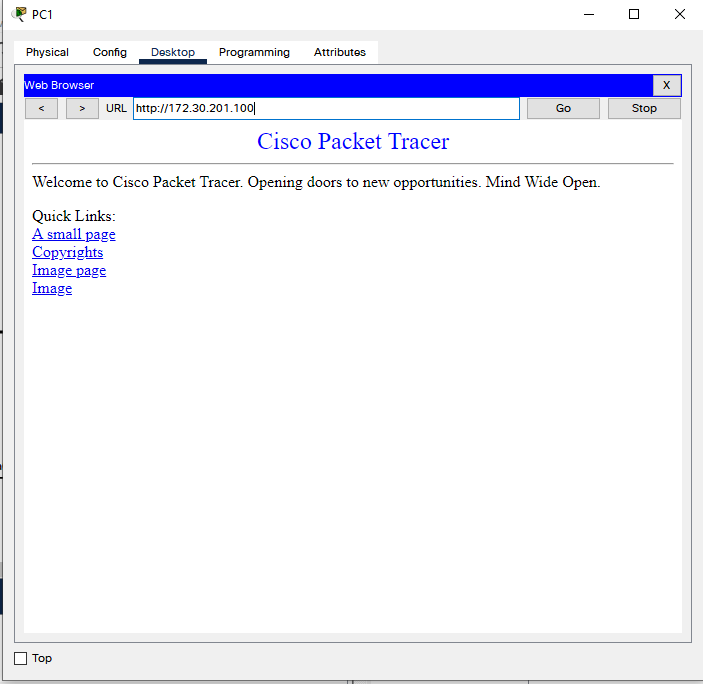 PC1
Physical Config Desktop Programming Attributes
Web Browser X
< > URL http://172.30.201.100 Go Stop
Cisco Packet Tracer
Welcome to Cisco Packet Tracer. Opening doors to new opportunities. Mind Wide Open.
Quick Links:
A small page
Copyrights
Image page
Image
Top